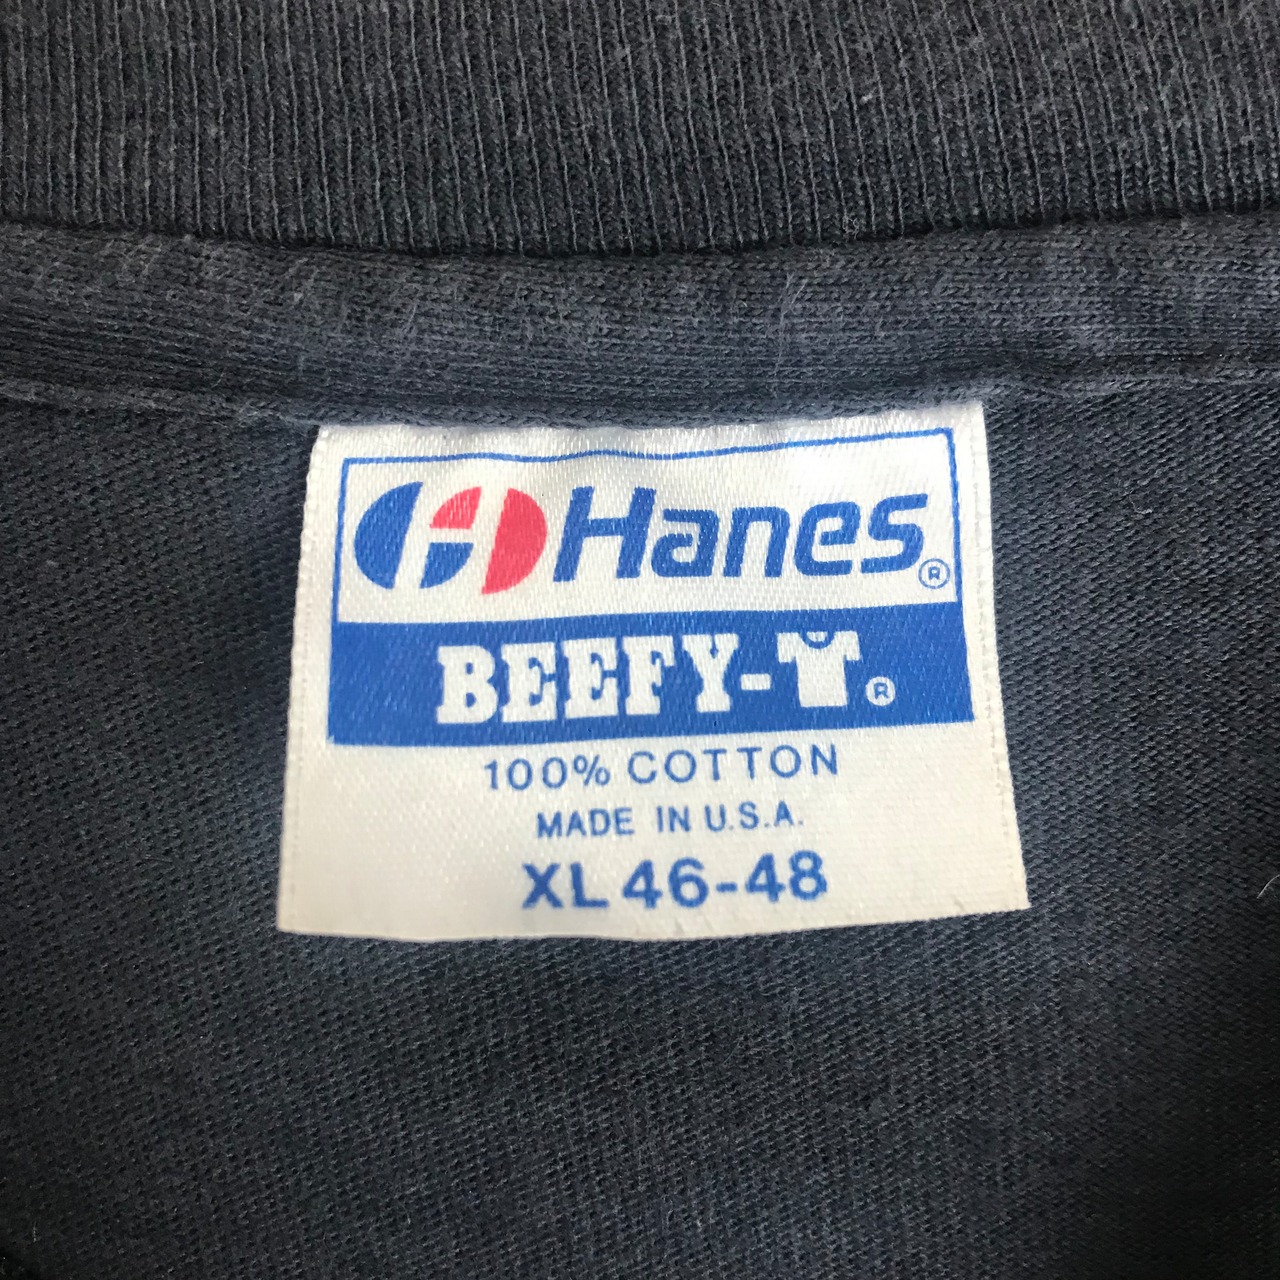 Hanes®
BEEFY-T®
100% COTTON
MADE IN U.S.A.
XL 46-48